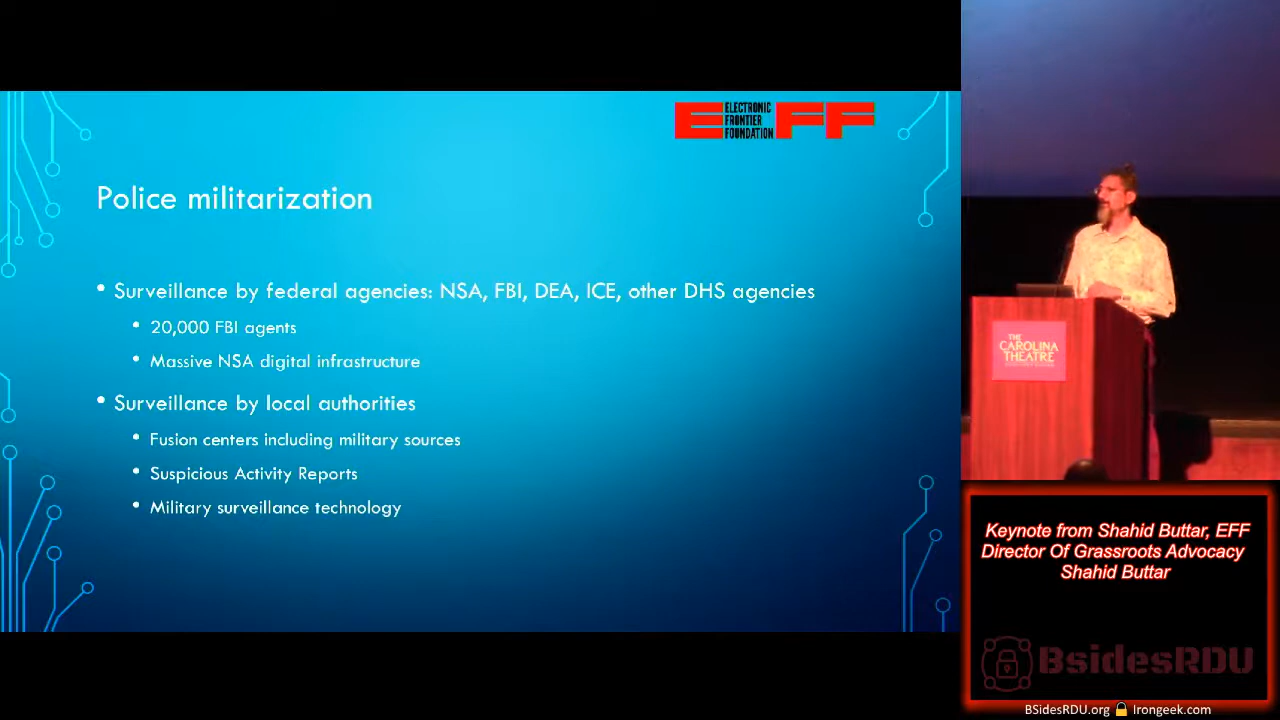 ELECTRONIC
FRONTIER
FOUNDATION
EFF
Police militarization
• Surveillance by federal agencies: NSA, FBI, DEA, ICE, other DHS agencies
• 20,000 FBI agents
• Massive NSA digital infrastructure
• Surveillance by local authorities
• Fusion centers including military sources
• Suspicious Activity Reports
• Military surveillance technology
THE
CAROLINA
THEATRE
Keynote from Shahid Buttar, EFF
Director Of Grassroots Advocacy
Shahid Buttar
BsidesRDU
BSidesRDU.org 🔒 Irongeek.com